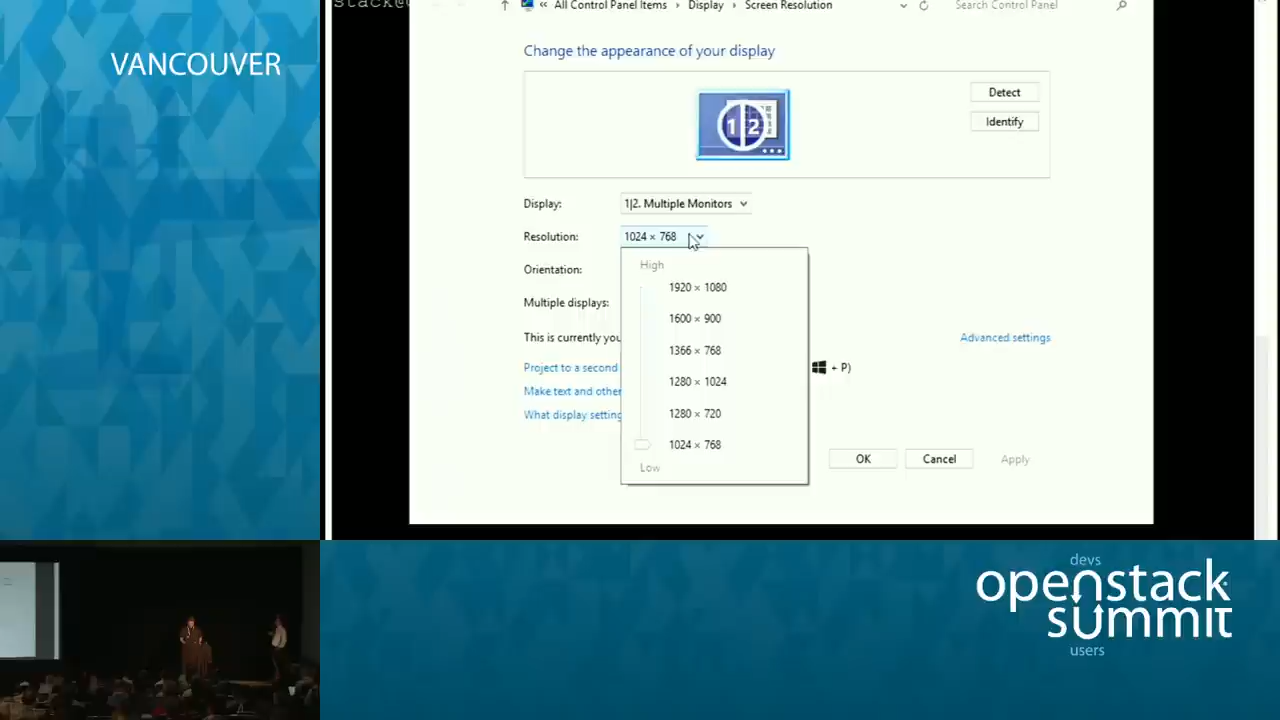 stack@
« All Control Panel Items › Display › Screen Resolution
Search Control Panel
VANCOUVER
Change the appearance of your display
1 2
Detect
Identify
Display: 1|2. Multiple Monitors
Resolution: 1024 × 768
High
Orientation:
1920 × 1080
Multiple displays:
1600 × 900
This is currently you
Advanced settings
1366 × 768
Project to a second
+ P)
1280 × 1024
Make text and other
What display setting
1280 × 720
1024 × 768
Low
OK Cancel Apply
devs
openstack
summit
users